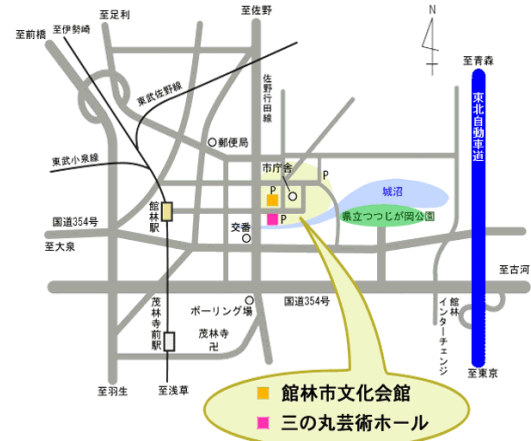 至足利
至佐野
N
至伊勢崎
至前橋
至青森
東武佐野線
佐野行田線
東北自動車道
郵便局
市庁舎
東武小泉線
P
P
城沼
館林駅
P
県立つつじが岡公園
国道354号
交番
至大泉
至古河
ボーリング場
国道354号
館林インターチェンジ
茂林寺前駅
茂林寺
卍
至羽生
至浅草
至東京
館林市文化会館
三の丸芸術ホール